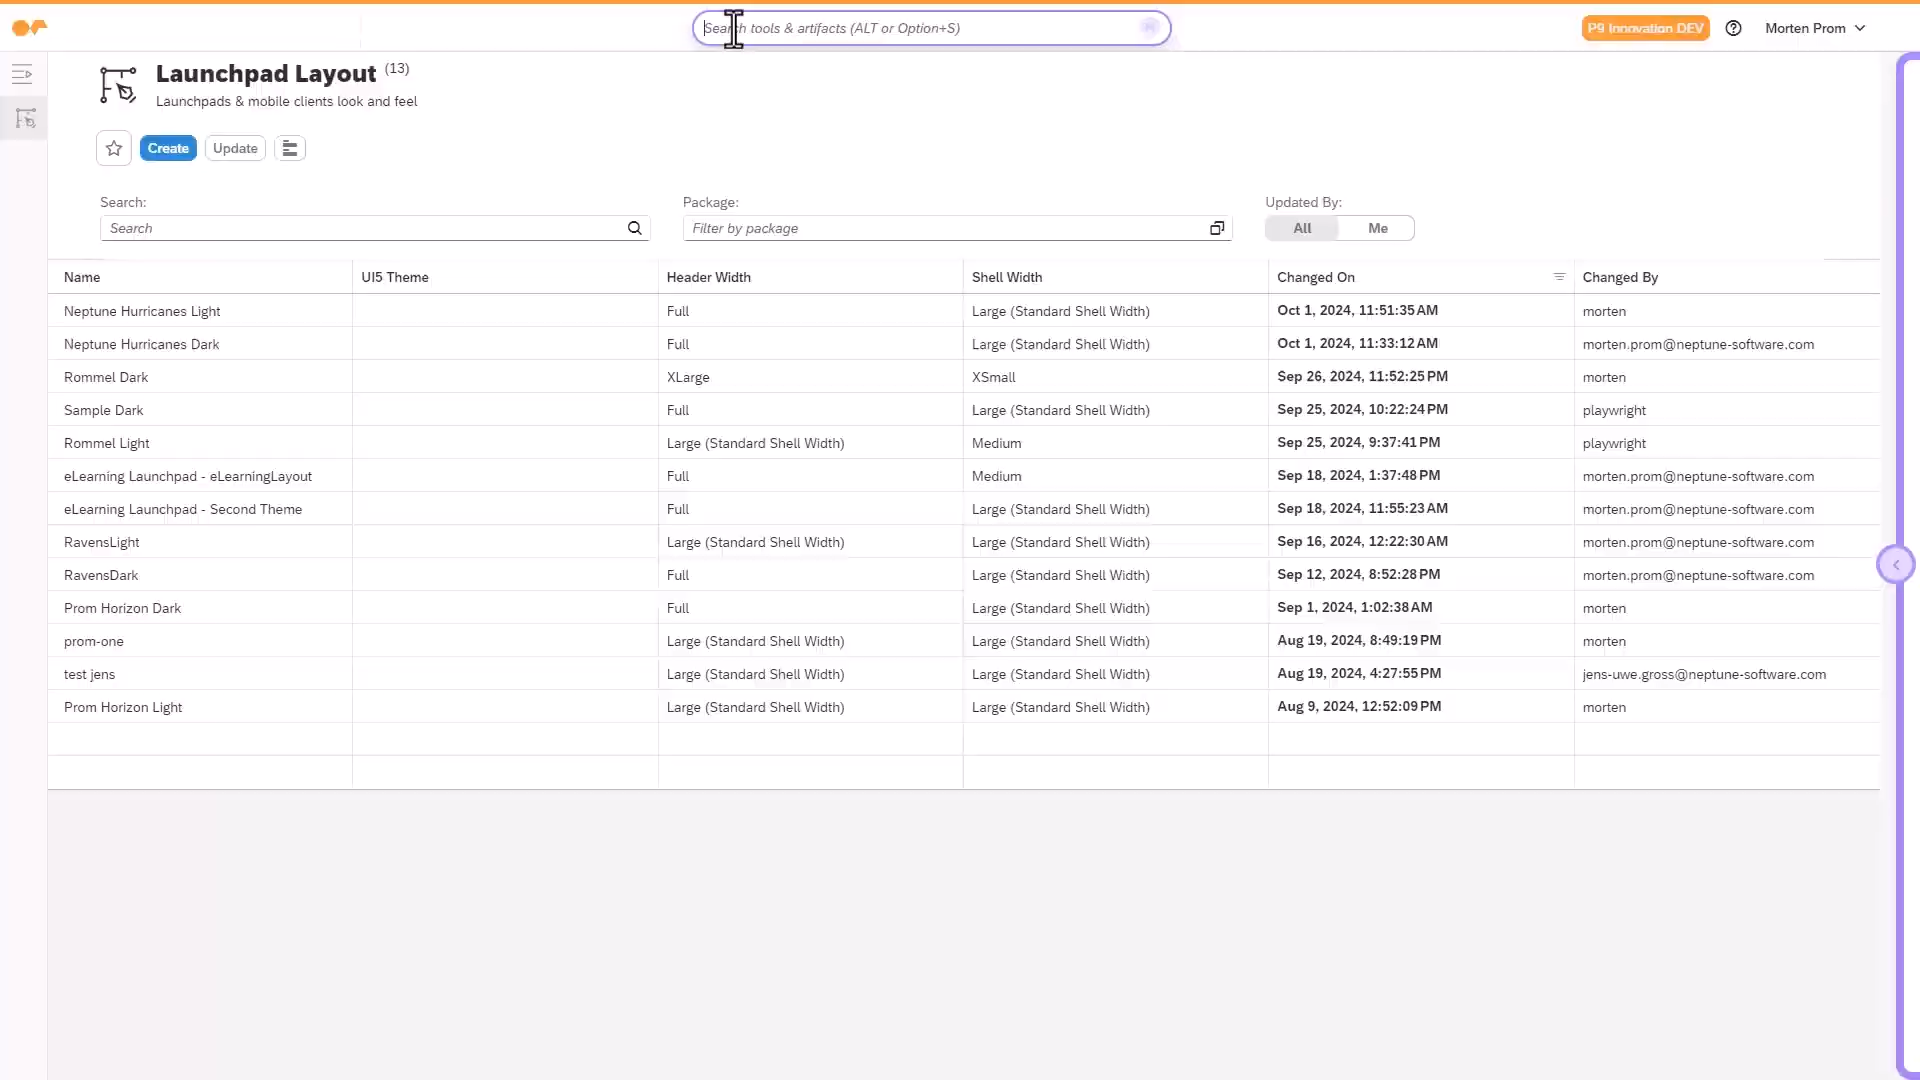 Search tools & artifacts (ALT or Option+S)
P9 Innovation DEV
Morten Prom
Launchpad Layout (13)
Launchpads & mobile clients look and feel
Create
Update
Search:
Package:
Updated By:
Search
Filter by package
All
Me
Name UI5 Theme Header Width Shell Width Changed On Changed By
Neptune Hurricanes Light Full Large (Standard Shell Width) Oct 1, 2024, 11:51:35 AM morten
Neptune Hurricanes Dark Full Large (Standard Shell Width) Oct 1, 2024, 11:33:12 AM morten.prom@neptune-software.com
Rommel Dark XLarge XSmall Sep 26, 2024, 11:52:25 PM morten
Sample Dark Full Large (Standard Shell Width) Sep 25, 2024, 10:22:24 PM playwright
Rommel Light Large (Standard Shell Width) Medium Sep 25, 2024, 9:37:41 PM playwright
eLearning Launchpad - eLearningLayout Full Medium Sep 18, 2024, 1:37:48 PM morten.prom@neptune-software.com
eLearning Launchpad - Second Theme Full Large (Standard Shell Width) Sep 18, 2024, 11:55:23 AM morten.prom@neptune-software.com
RavensLight Large (Standard Shell Width) Large (Standard Shell Width) Sep 16, 2024, 12:22:30 AM morten.prom@neptune-software.com
RavensDark Full Large (Standard Shell Width) Sep 12, 2024, 8:52:28 PM morten.prom@neptune-software.com
Prom Horizon Dark Full Large (Standard Shell Width) Sep 1, 2024, 1:02:38 AM morten
prom-one Large (Standard Shell Width) Large (Standard Shell Width) Aug 19, 2024, 8:49:19 PM morten
test jens Large (Standard Shell Width) Large (Standard Shell Width) Aug 19, 2024, 4:27:55 PM jens-uwe.gross@neptune-software.com
Prom Horizon Light Large (Standard Shell Width) Large (Standard Shell Width) Aug 9, 2024, 12:52:09 PM morten